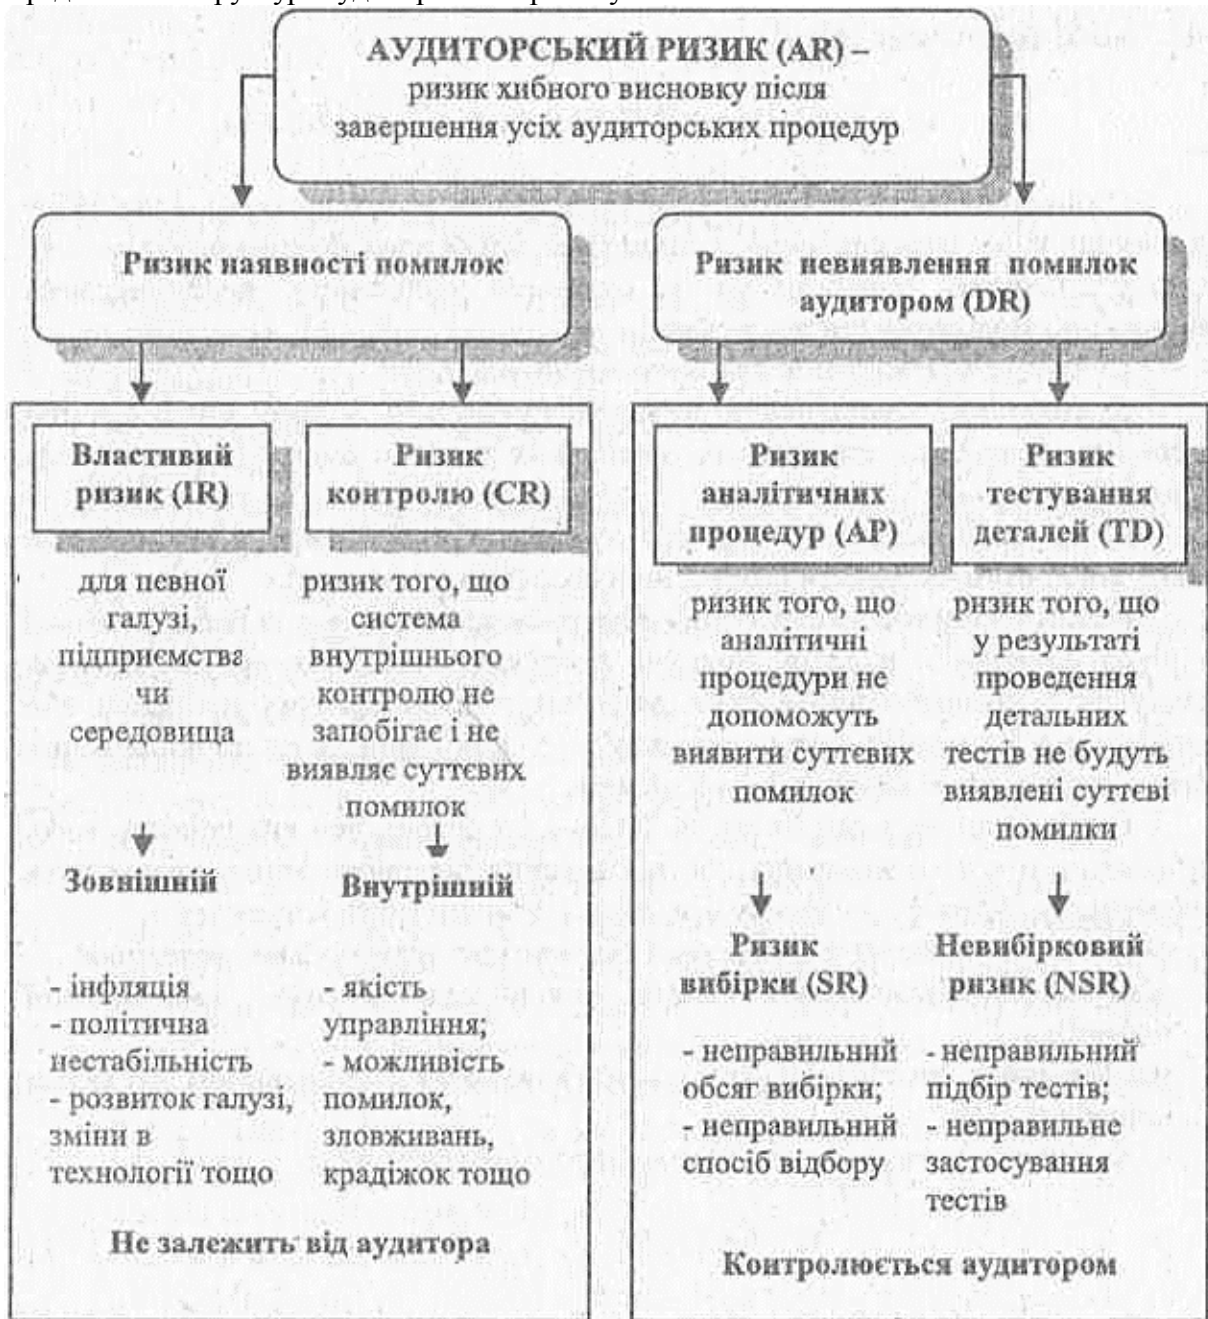 АУДИТОРСЬКИЙ РИЗИК (AR) –
ризик хибного висновку після
завершення усіх аудиторських процедур
Ризик наявності помилок
Ризик невиявлення помилок
аудитором (DR)
Властивий
ризик (IR)
для певної
галузі,
підприємства
чи
середовища
Зовнішній
- інфляція
- політична
нестабільність
- розвиток галузі,
зміни в
технології тощо
Ризик
контролю (CR)
ризик того, що
система
внутрішнього
контролю не
запобігає і не
виявляє суттєвих
помилок
Внутрішній
- якість
управління;
- можливість
помилок,
зловживань,
крадіжок тощо
Не залежить від аудитора
Ризик
аналітичних
процедур (AP)
ризик того, що
аналітичні
процедури не
допоможуть
виявити суттєвих
помилок
Ризик
вибірки (SR)
- неправильний
обсяг вибірки;
- неправильний
спосіб відбору
Ризик
тестування
деталей (TD)
ризик того, що
у результаті
проведення
детальних
тестів не будуть
виявлені суттєві
помилки
Невибірковий
ризик (NSR)
- неправильний
підбір тестів;
- неправильне
застосування
тестів
Контролюється аудитором